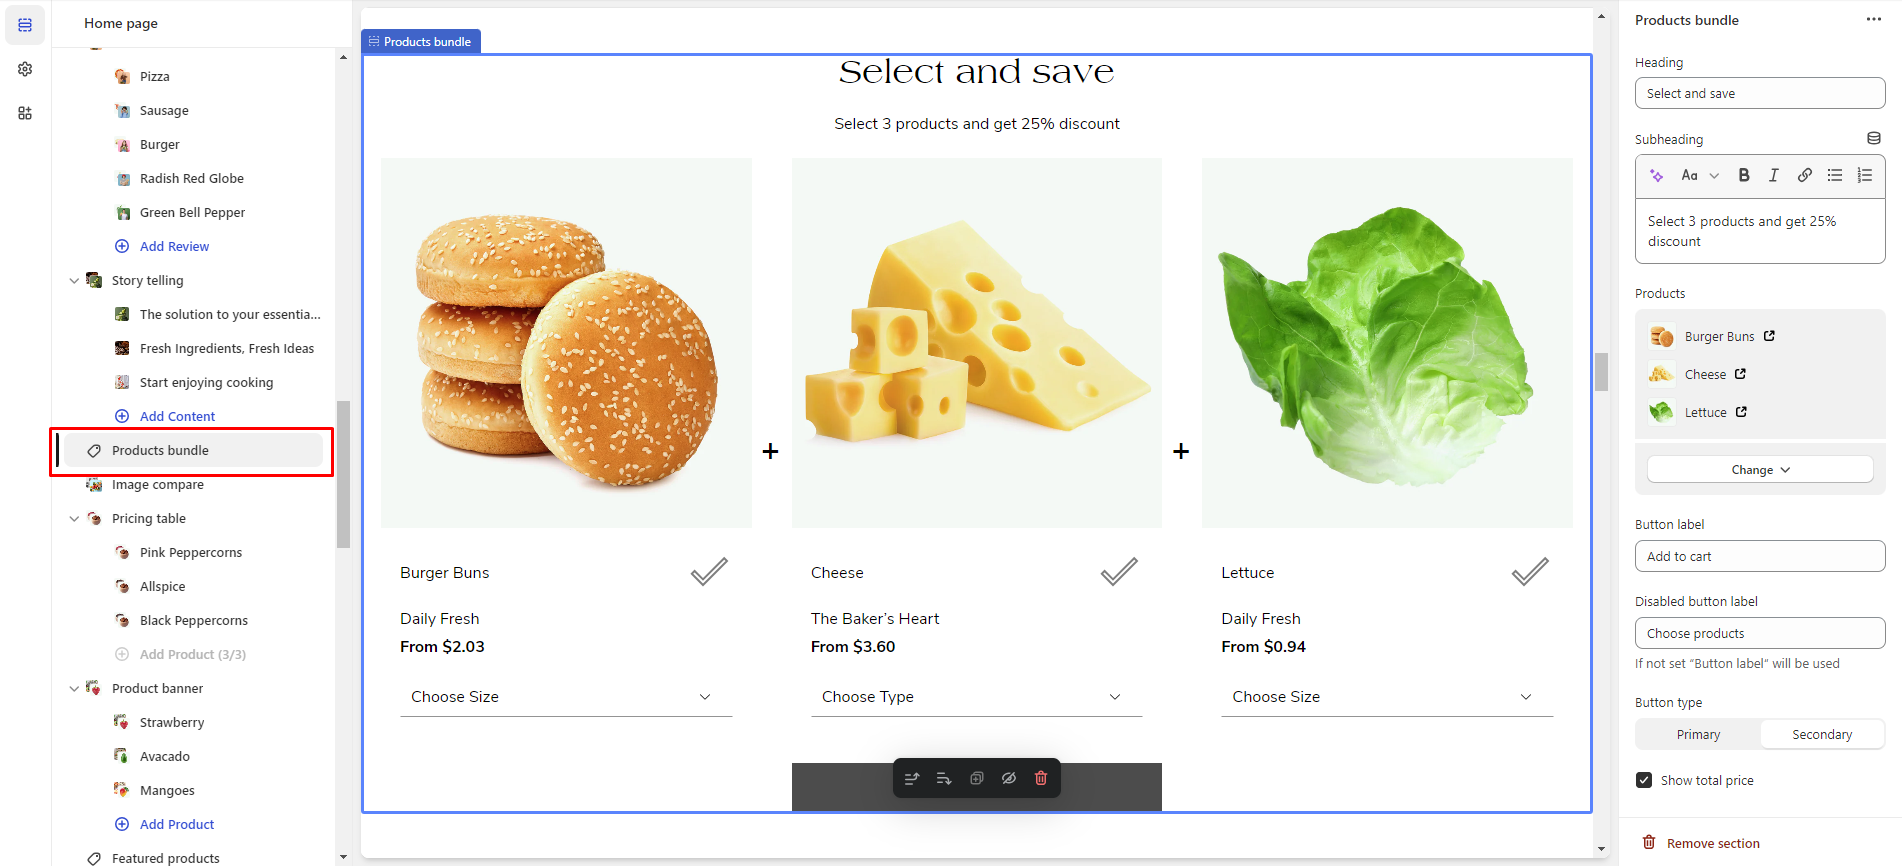 Home page
Pizza
Sausage
Burger
Radish Red Globe
Green Bell Pepper
Add Review
Story telling
The solution to your essentia...
Fresh Ingredients, Fresh Ideas
Start enjoying cooking
Add Content
Products bundle
Image compare
Pricing table
Pink Peppercorns
Allspice
Black Peppercorns
Add Product (3/3)
Product banner
Strawberry
Avacado
Mangoes
Add Product
Featured products
Products bundle
Select and save
Select 3 products and get 25% discount
+
+
Burger Buns
Daily Fresh
From $2.03
Choose Size
Cheese
The Baker’s Heart
From $3.60
Choose Type
Lettuce
Daily Fresh
From $0.94
Choose Size
Products bundle
Heading
Select and save
Subheading
Aa B I
Select 3 products and get 25%
discount
Products
Burger Buns
Cheese
Lettuce
Change
Button label
Add to cart
Disabled button label
Choose products
If not set “Button label” will be used
Button type
Primary Secondary
Show total price
Remove section